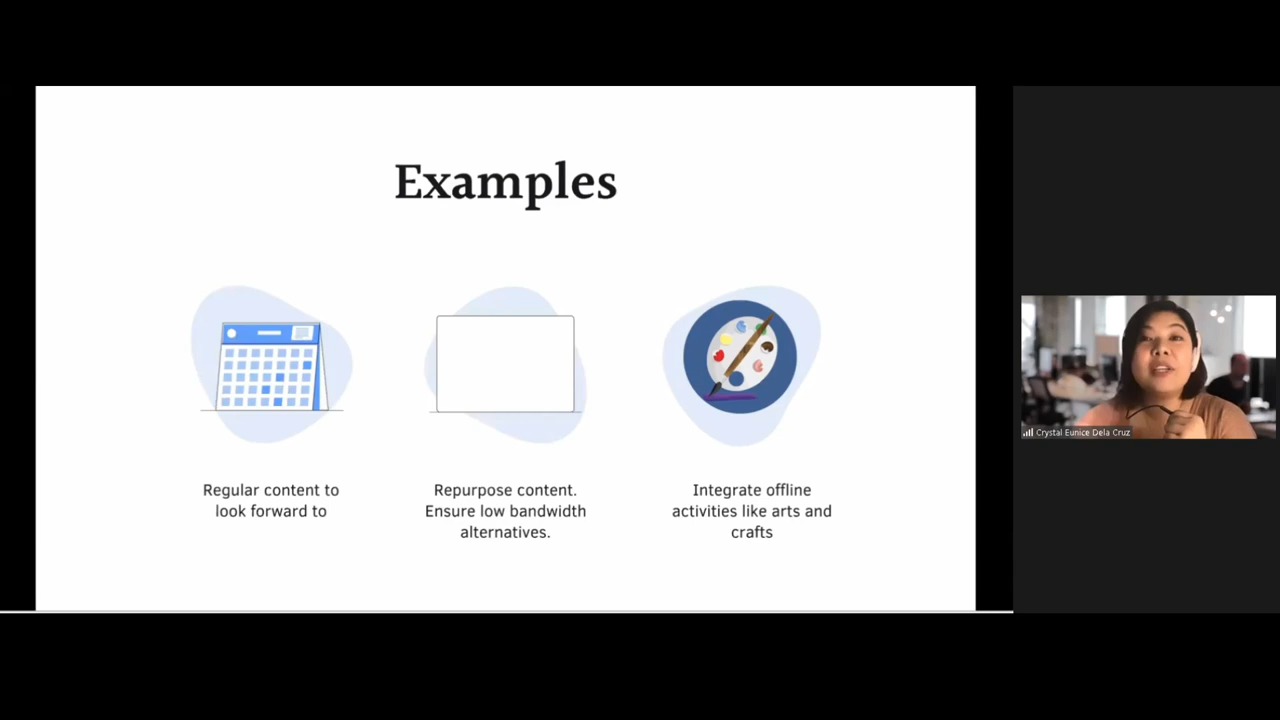 Examples
Regular content to
look forward to
Repurpose content.
Ensure low bandwidth
alternatives.
Integrate offline
activities like arts and
crafts
Crystal Eunice Dela Cruz